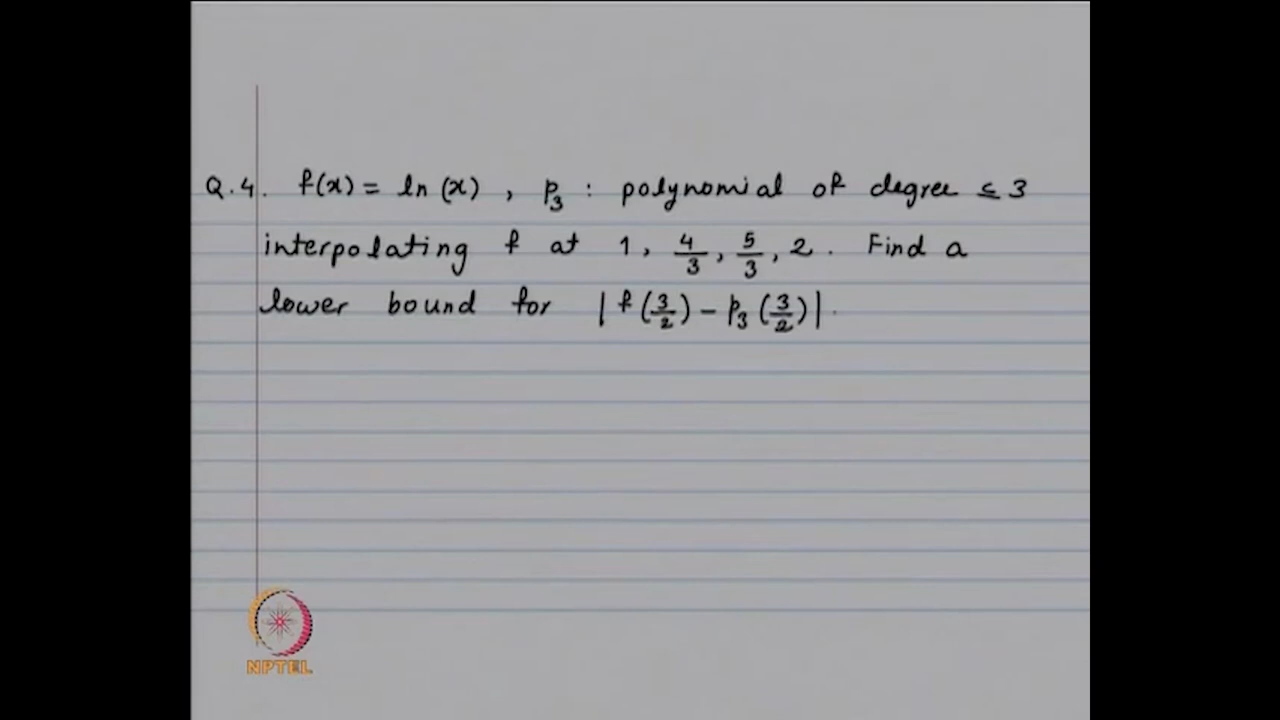 Q.4. f(x) = ln(x), p₃ : polynomial of degree ≤ 3
interpolating f at 1, 4/3, 5/3, 2. Find a
lower bound for |f(3/2) - p₃(3/2)|.
NPTEL